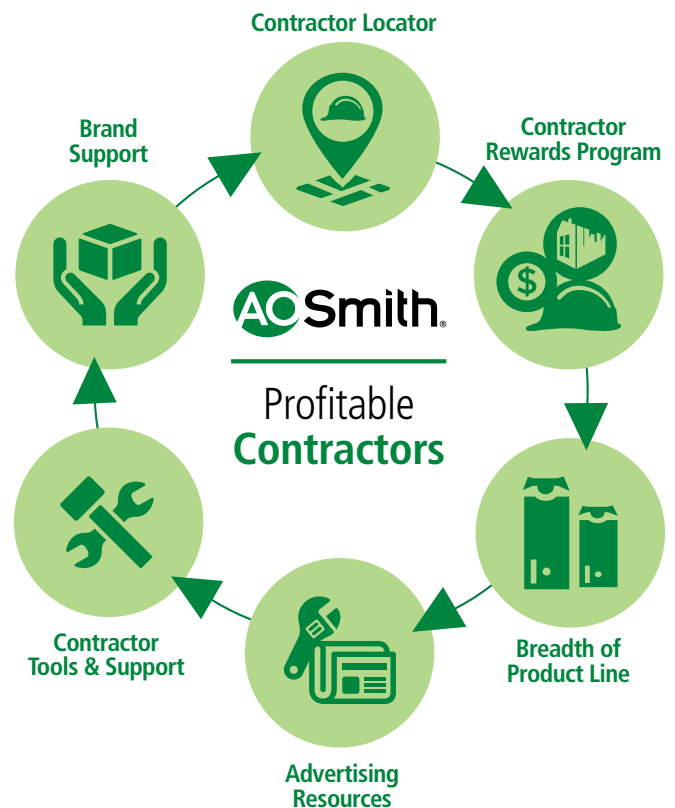 Contractor Locator
Brand
Support
Contractor
Rewards Program
$
AOSmith®
Profitable
Contractors
Contractor
Tools & Support
Breadth of
Product Line
Advertising
Resources